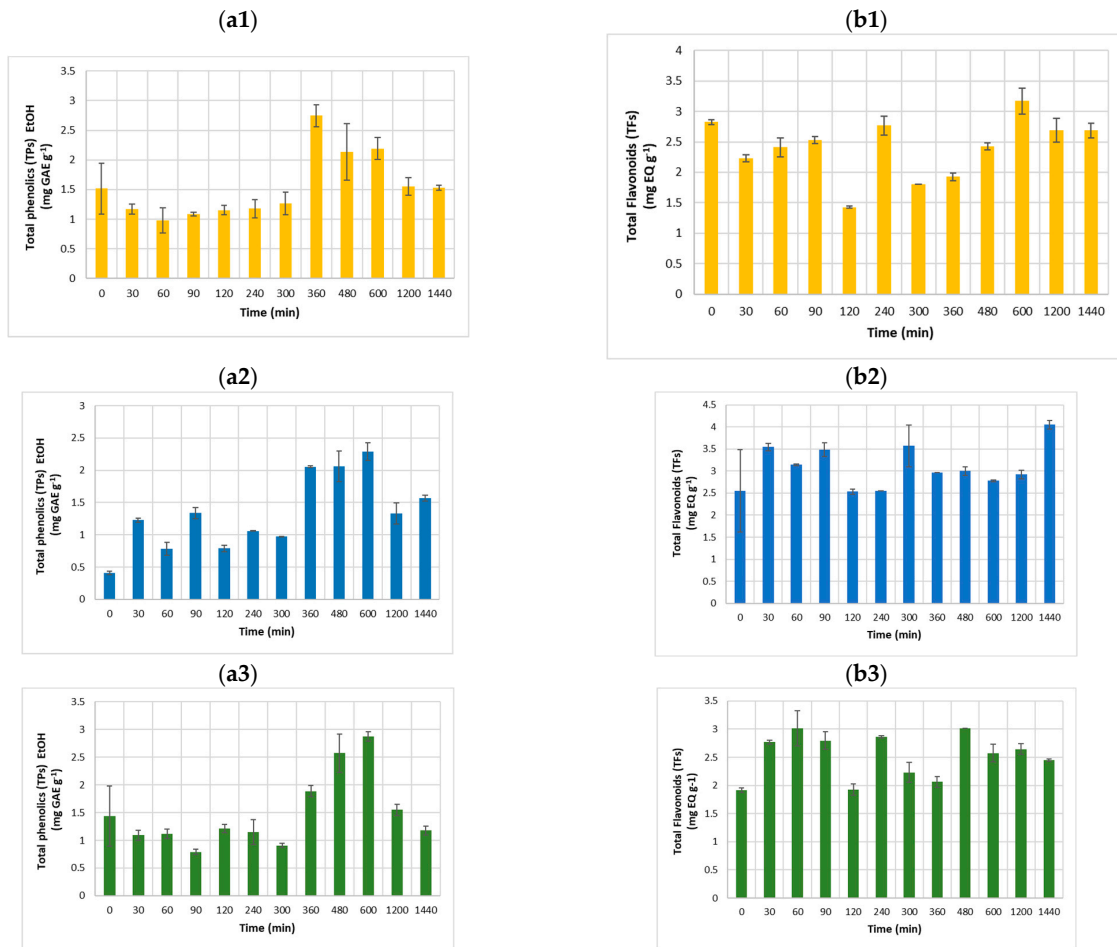 (a1)
Total phenolics (TPs) EtOH
(mg GAE g⁻¹)
3.5
3
2.5
2
1.5
1
0.5
0
0 30 60 90 120 240 300 360 480 600 1200 1440
Time (min)
(b1)
Total Flavonoids (TFs)
(mg EQ g⁻¹)
4
3.5
3
2.5
2
1.5
1
0.5
0
0 30 60 90 120 240 300 360 480 600 1200 1440
Time (min)
(a2)
Total phenolics (TPs) EtOH
(mg GAE g⁻¹)
3
2.5
2
1.5
1
0.5
0
0 30 60 90 120 240 300 360 480 600 1200 1440
Time (min)
(b2)
Total Flavonoids (TFs)
(mg EQ g⁻¹)
4.5
4
3.5
3
2.5
2
1.5
1
0.5
0
0 30 60 90 120 240 300 360 480 600 1200 1440
Time (min)
(a3)
Total phenolics (TPs) EtOH
(mg GAE g⁻¹)
3.5
3
2.5
2
1.5
1
0.5
0
0 30 60 90 120 240 300 360 480 600 1200 1440
Time (min)
(b3)
Total Flavonoids (TFs)
(mg EQ g-1)
3.5
3
2.5
2
1.5
1
0.5
0
0 30 60 90 120 240 300 360 480 600 1200 1440
Time (min)